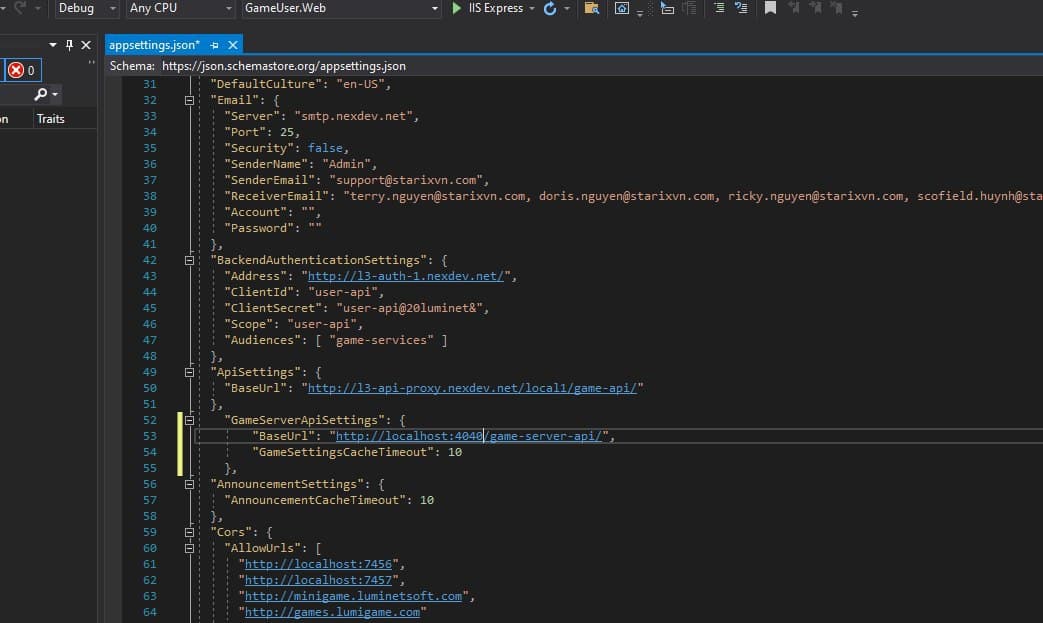 Debug Any CPU GameUser.Web IIS Express
appsettings.json*
0
Schema: https://json.schemastore.org/appsettings.json
on Traits
31 "DefaultCulture": "en-US",
32 "Email": {
33 "Server": "smtp.nexdev.net",
34 "Port": 25,
35 "Security": false,
36 "SenderName": "Admin",
37 "SenderEmail": "support@starixvn.com",
38 "ReceiverEmail": "terry.nguyen@starixvn.com, doris.nguyen@starixvn.com, ricky.nguyen@starixvn.com, scofield.huynh@sta
39 "Account": "",
40 "Password": ""
41 },
42 "BackendAuthenticationSettings": {
43 "Address": "http://l3-auth-1.nexdev.net/",
44 "ClientId": "user-api",
45 "ClientSecret": "user-api@20luminet&",
46 "Scope": "user-api",
47 "Audiences": [ "game-services" ]
48 },
49 "ApiSettings": {
50 "BaseUrl": "http://l3-api-proxy.nexdev.net/local1/game-api/"
51 },
52 "GameServerApiSettings": {
53 "BaseUrl": "http://localhost:4040/game-server-api/",
54 "GameSettingsCacheTimeout": 10
55 },
56 "AnnouncementSettings": {
57 "AnnouncementCacheTimeout": 10
58 },
59 "Cors": {
60 "AllowUrls": [
61 "http://localhost:7456",
62 "http://localhost:7457",
63 "http://minigame.luminetsoft.com",
64 "http://games.lumigame.com"